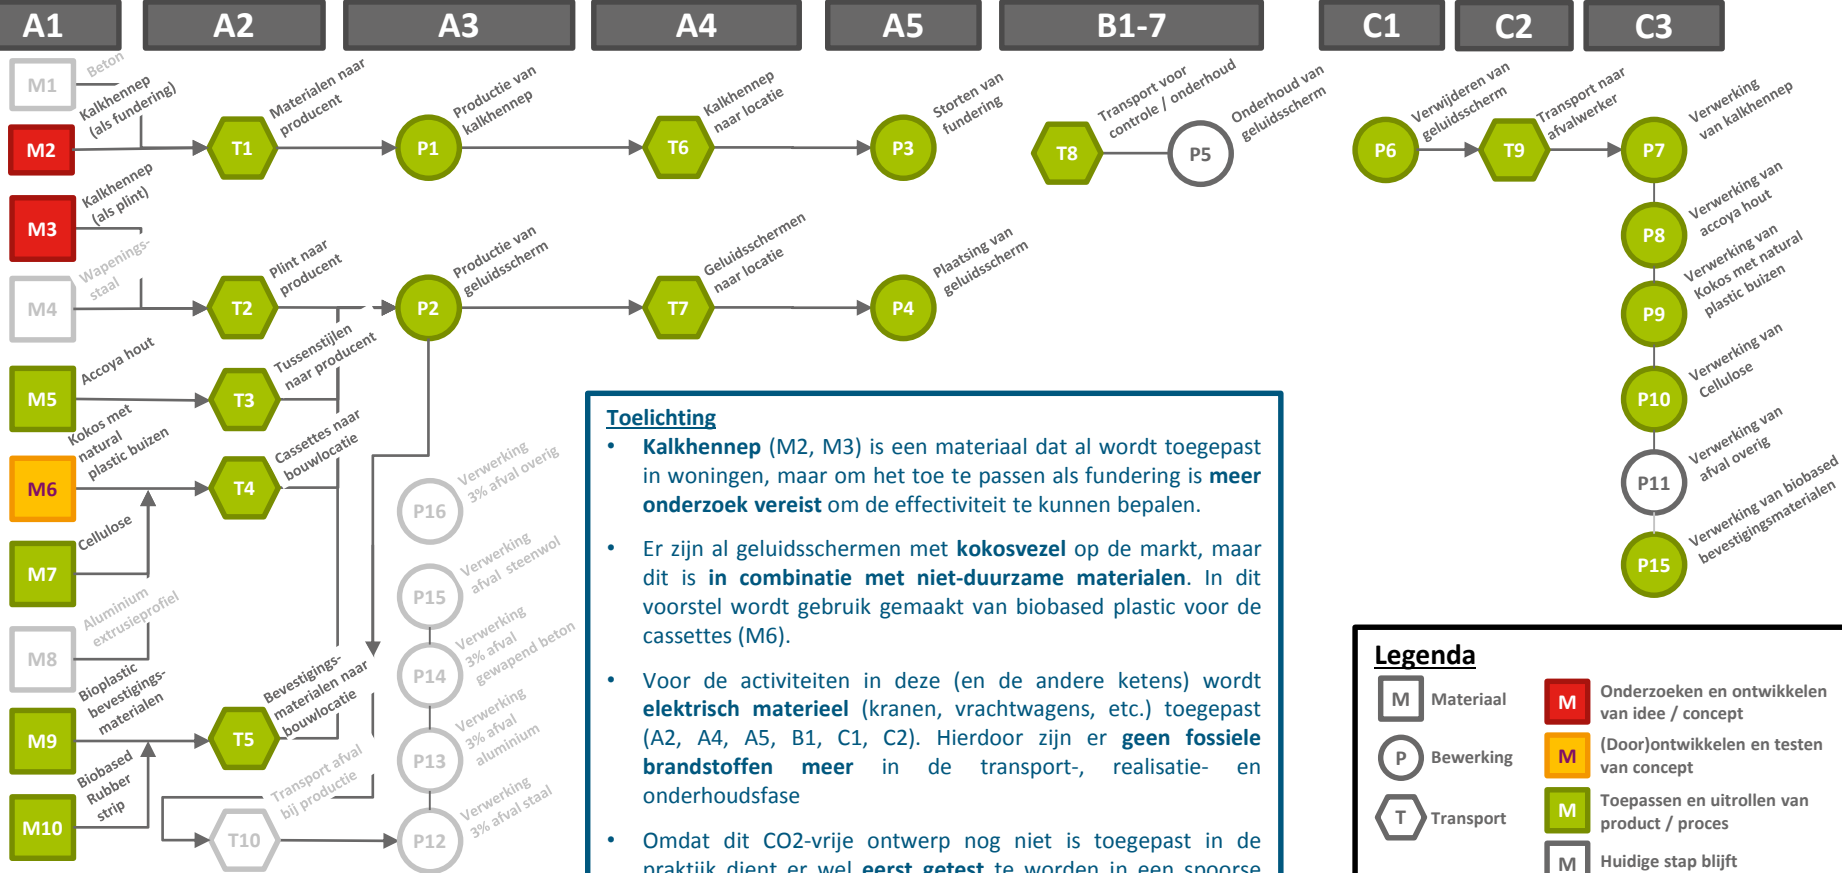 A1
A2
A3
A4
A5
B1-7
C1
C2
C3
M1
Beton
M2
Kalkhennep
(als fundering)
T1
Materialen naar
producent
P1
Productie van
kalkhennep
T6
Kalkhennep
naar locatie
P3
Storten van
fundering
T8
Transport voor
controle / onderhoud
P5
Onderhoud van
geluidsscherm
P6
Verwijderen van
geluidsscherm
T9
Transport naar
afvalwerker
P7
Verwerking
van kalkhennep
M3
Kalkhennep
(als plint)
M4
Wapenings-
staal
T2
Plint naar
producent
P2
Productie van
geluidsscherm
T7
Geluidsschermen
naar locatie
P4
Plaatsing van
geluidsscherm
P8
Verwerking van
accoya hout
P9
Verwerking van
Kokos met natural
plastic buizen
M5
Accoya hout
T3
Tussenstijlen
naar producent
P10
Verwerking van
Cellulose
M6
Kokos met
natural
plastic buizen
T4
Cassettes naar
bouwlocatie
P11
Verwerking van
afval overig
M7
Cellulose
P15
Verwerking van biobased
bevestigingsmaterialen
M8
Aluminium
extrusieprofiel
M9
Bioplastic
bevestigings-
materialen
T5
Bevestigings-
materialen naar
bouwlocatie
M10
Biobased
Rubber
strip
T10
Transport afval
bij productie
P16
Verwerking
3% afval overig
P15
Verwerking
afval steenwol
P14
Verwerking
3% afval
gewapend beton
P13
Verwerking
3% afval
aluminium
P12
Verwerking
3% afval staal
Toelichting
• Kalkhennep (M2, M3) is een materiaal dat al wordt toegepast
in woningen, maar om het toe te passen als fundering is meer
onderzoek vereist om de effectiviteit te kunnen bepalen.
• Er zijn al geluidsschermen met kokosvezel op de markt, maar
dit is in combinatie met niet-duurzame materialen. In dit
voorstel wordt gebruik gemaakt van biobased plastic voor de
cassettes (M6).
• Voor de activiteiten in deze (en de andere ketens) wordt
elektrisch materieel (kranen, vrachtwagens, etc.) toegepast
(A2, A4, A5, B1, C1, C2). Hierdoor zijn er geen fossiele
brandstoffen meer in de transport-, realisatie- en
onderhoudsfase
• Omdat dit CO2-vrije ontwerp nog niet is toegepast in de
praktijk dient er wel eerst getest te worden in een spoorse
Legenda
M Materiaal
P Bewerking
T Transport
M Onderzoeken en ontwikkelen
van idee / concept
M (Door)ontwikkelen en testen
van concept
M Toepassen en uitrollen van
product / proces
M Huidige stap blijft